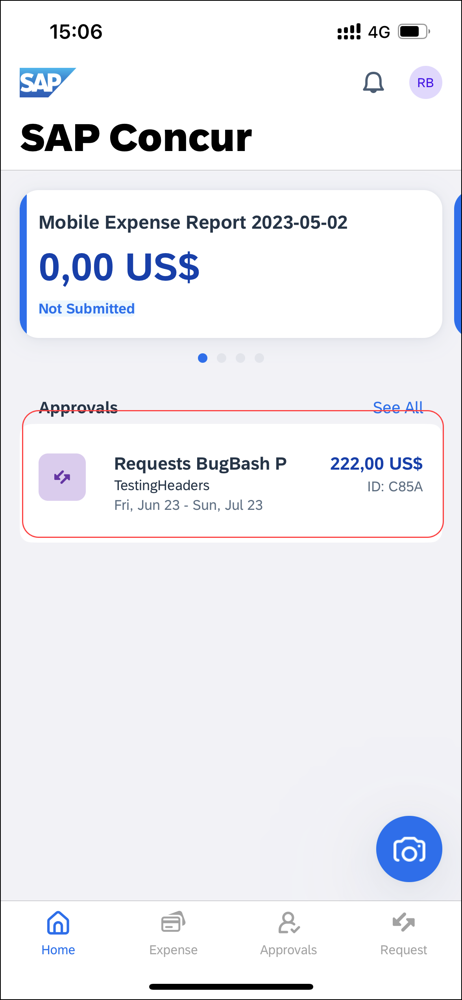 15:06 4G
SAP RB
SAP Concur
Mobile Expense Report 2023-05-02
0,00 US$
Not Submitted
Approvals See All
Requests BugBash P 222,00 US$
TestingHeaders ID: C85A
Fri, Jun 23 - Sun, Jul 23
Home Expense Approvals Request